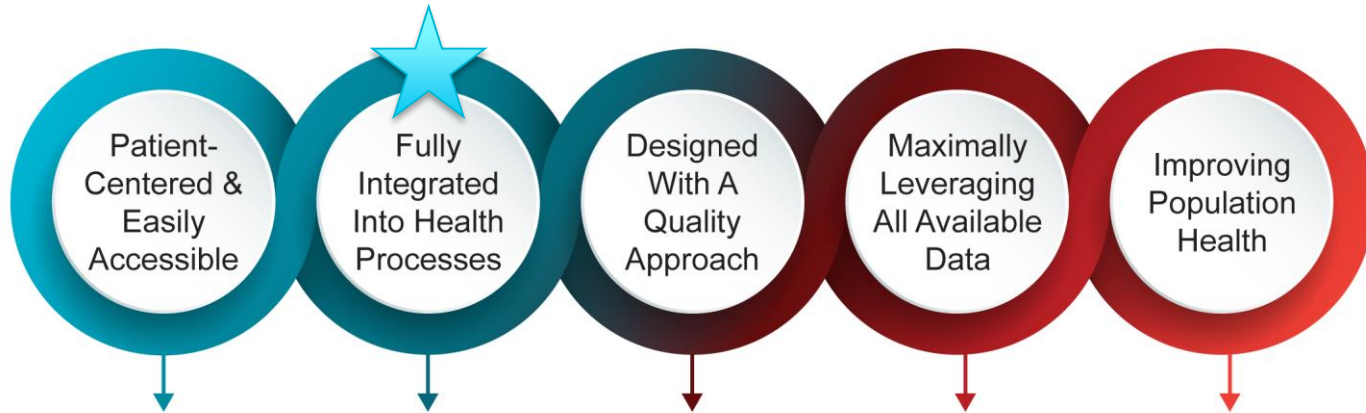 Patient-
Centered &
Easily
Accessible
Fully
Integrated
Into Health
Processes
Designed
With A
Quality
Approach
Maximally
Leveraging
All Available
Data
Improving
Population
Health